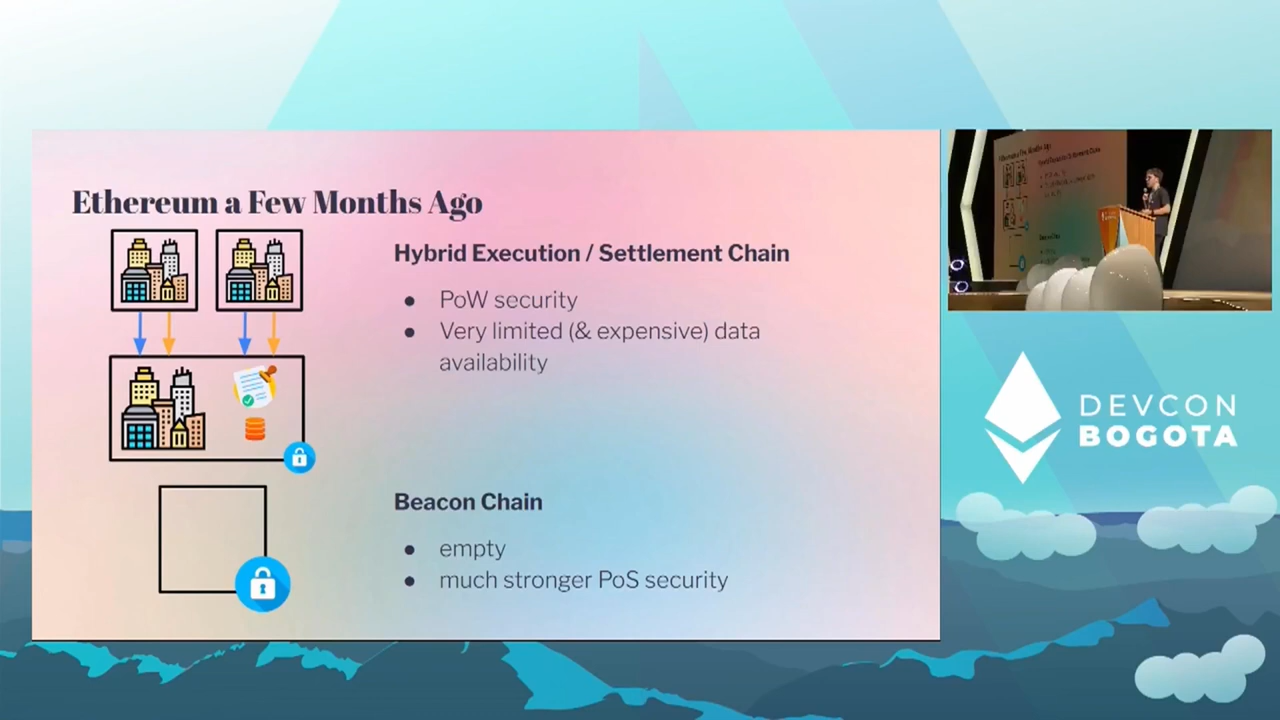 Ethereum a Few Months Ago
Hybrid Execution / Settlement Chain
● PoW security
● Very limited (& expensive) data
availability
Beacon Chain
● empty
● much stronger PoS security
DEVCON
BOGOTA